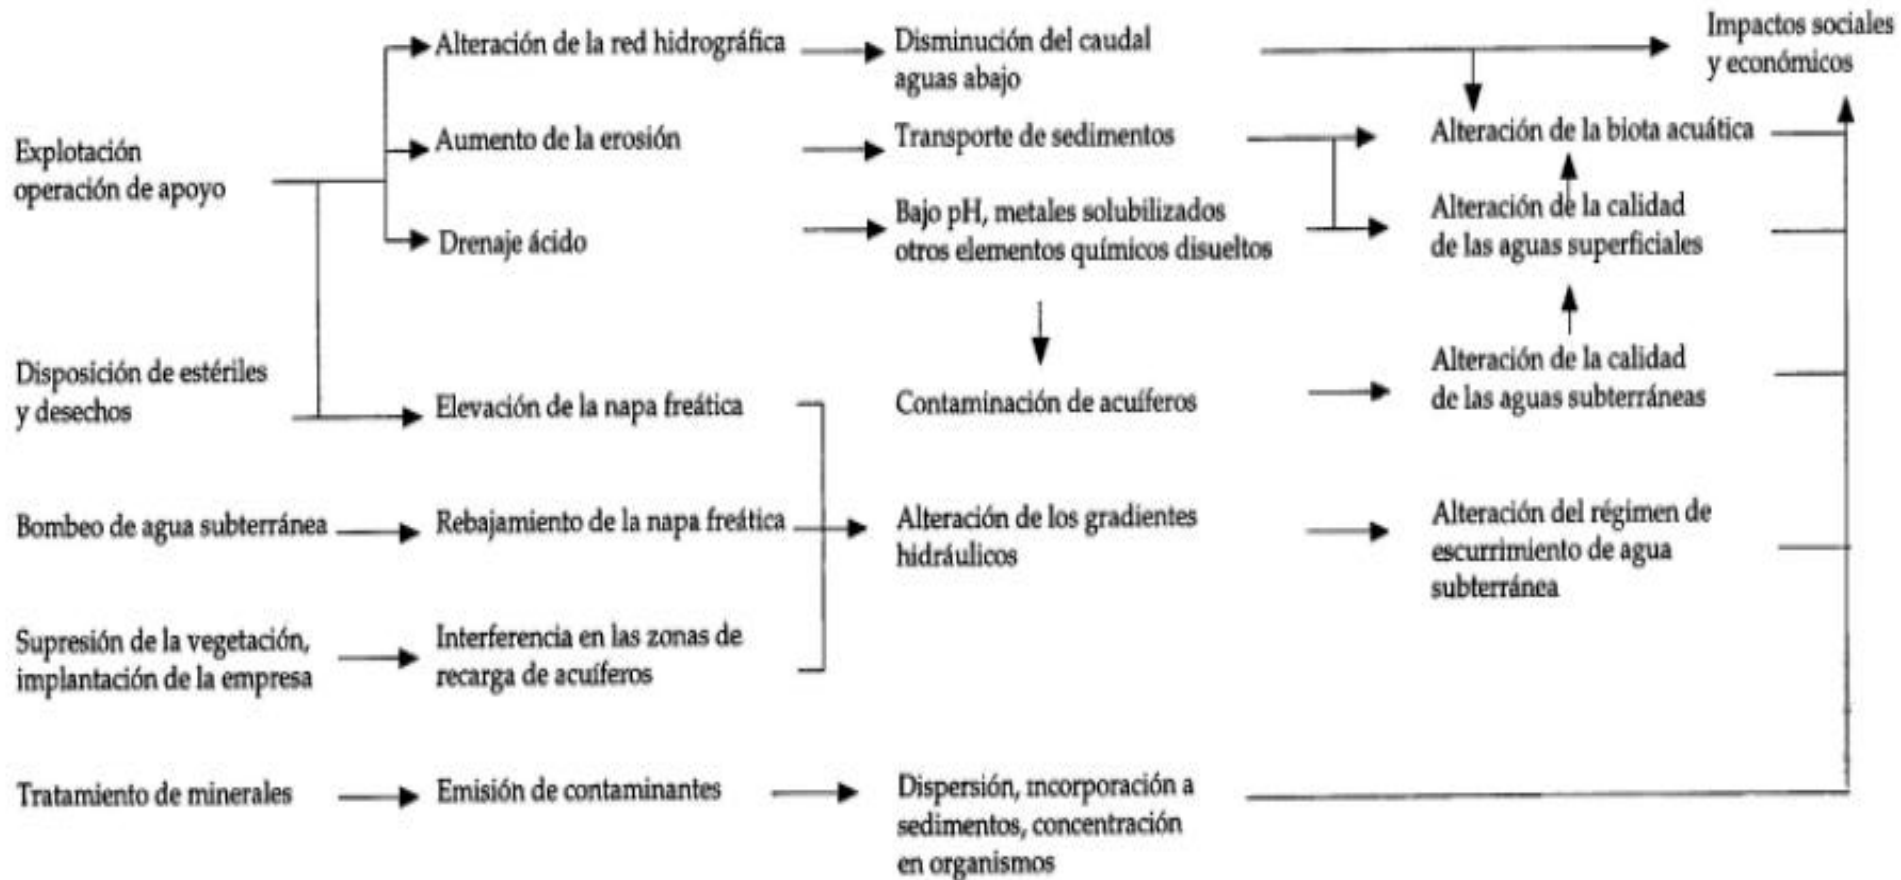 Impactos sociales
y económicos
Alteración de la red hidrográfica
Disminución del caudal
aguas abajo
Explotación
operación de apoyo
Aumento de la erosión
Transporte de sedimentos
Alteración de la biota acuática
Drenaje ácido
Bajo pH, metales solubilizados
otros elementos químicos disueltos
Alteración de la calidad
de las aguas superficiales
Disposición de estériles
y desechos
Elevación de la napa freática
Contaminación de acuíferos
Alteración de la calidad
de las aguas subterráneas
Bombeo de agua subterránea
Rebajamiento de la napa freática
Alteración de los gradientes
hidráulicos
Alteración del régimen de
escurrimiento de agua
subterránea
Supresión de la vegetación,
implantación de la empresa
Interferencia en las zonas de
recarga de acuíferos
Tratamiento de minerales
Emisión de contaminantes
Dispersión, incorporación a
sedimentos, concentración
en organismos